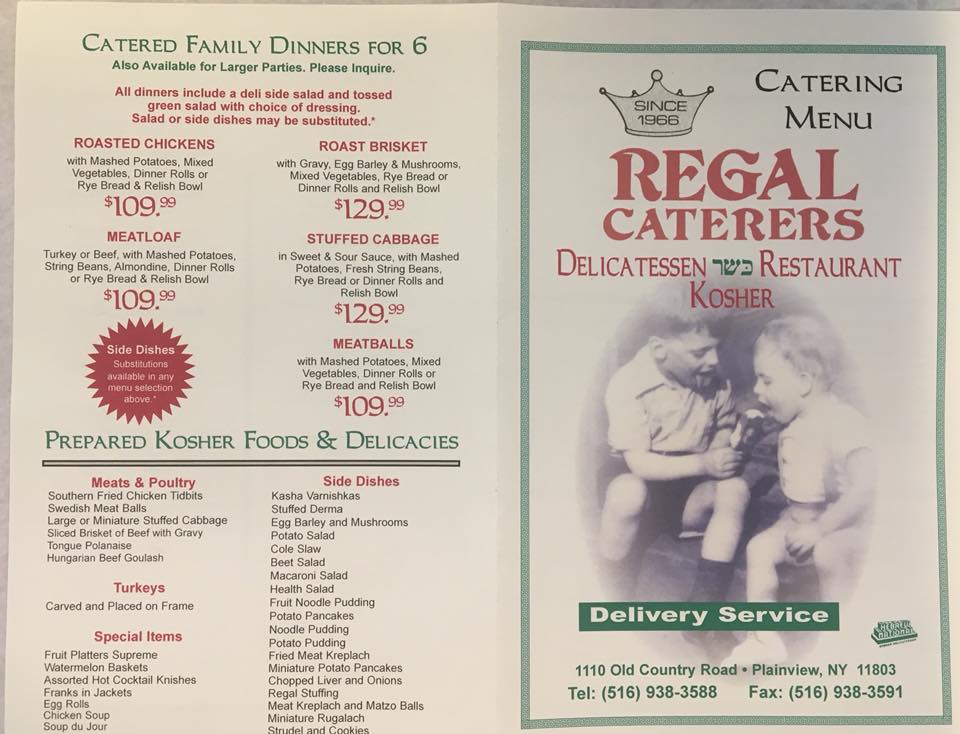 CATERED FAMILY DINNERS FOR 6
Also Available for Larger Parties. Please Inquire.
All dinners include a deli side salad and tossed
green salad with choice of dressing.
Salad or side dishes may be substituted.*
ROASTED CHICKENS
with Mashed Potatoes, Mixed
Vegetables, Dinner Rolls or
Rye Bread & Relish Bowl
$109.99
MEATLOAF
Turkey or Beef, with Mashed Potatoes,
String Beans, Almondine, Dinner Rolls
or Rye Bread & Relish Bowl
$109.99
Side Dishes
Substitutions
available in any
menu selection
above.*
ROAST BRISKET
with Gravy, Egg Barley & Mushrooms,
Mixed Vegetables, Rye Bread or
Dinner Rolls and Relish Bowl
$129.99
STUFFED CABBAGE
in Sweet & Sour Sauce, with Mashed
Potatoes, Fresh String Beans,
Rye Bread or Dinner Rolls and
Relish Bowl
$129.99
MEATBALLS
with Mashed Potatoes, Mixed
Vegetables, Dinner Rolls or
Rye Bread and Relish Bowl
$109.99
PREPARED KOSHER FOODS & DELICACIES
Meats & Poultry
Southern Fried Chicken Tidbits
Swedish Meat Balls
Large or Miniature Stuffed Cabbage
Sliced Brisket of Beef with Gravy
Tongue Polanaise
Hungarian Beef Goulash
Turkeys
Carved and Placed on Frame
Special Items
Fruit Platters Supreme
Watermelon Baskets
Assorted Hot Cocktail Knishes
Franks in Jackets
Egg Rolls
Chicken Soup
Soup du Jour
Side Dishes
Kasha Varnishkas
Stuffed Derma
Egg Barley and Mushrooms
Potato Salad
Cole Slaw
Beet Salad
Macaroni Salad
Health Salad
Fruit Noodle Pudding
Potato Pancakes
Noodle Pudding
Potato Pudding
Fried Meat Kreplach
Miniature Potato Pancakes
Chopped Liver and Onions
Regal Stuffing
Meat Kreplach and Matzo Balls
Miniature Rugalach
Strudel and Cookies
SINCE
1966
CATERING
MENU
REGAL
CATERERS
DELICATESSEN כשר RESTAURANT
KOSHER
Delivery Service
HEBREW
NATIONAL
1110 Old Country Road • Plainview, NY 11803
Tel: (516) 938-3588 Fax: (516) 938-3591